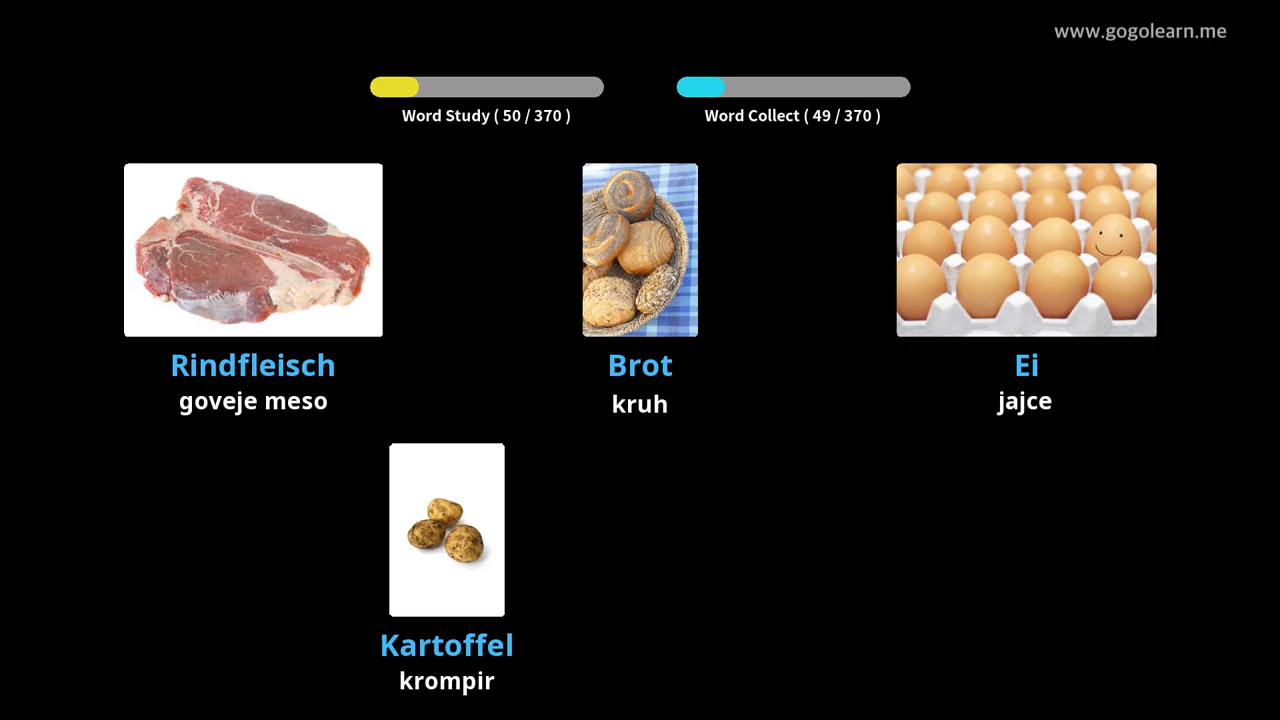 www.gogolearn.me
Word Study ( 50 / 370 )
Word Collect ( 49 / 370 )
Rindfleisch
goveje meso
Brot
kruh
Ei
jajce
Kartoffel
krompir